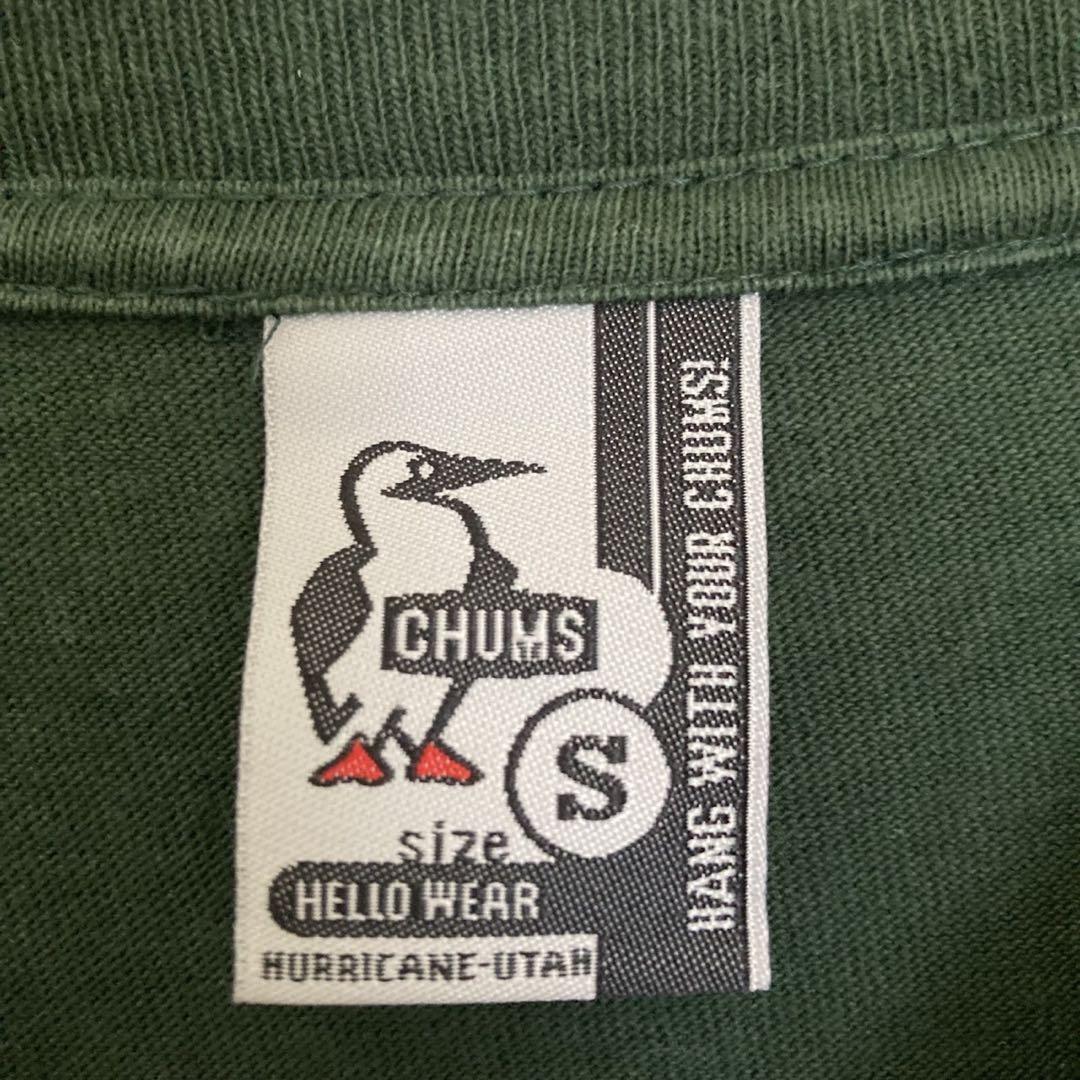 CHUMS
size S
HELLO WEAR
HURRICANE-UTAH
HANG WITH YOUR CHUMS!